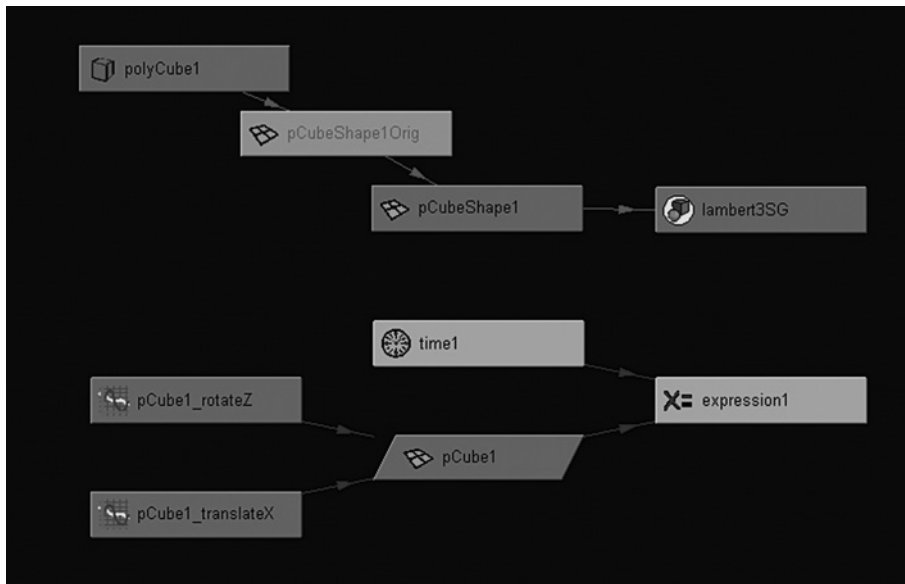 polyCube1
pCubeShape1Orig
pCubeShape1
lambert3SG
time1
pCube1_rotateZ
X= expression1
pCube1
pCube1_translateX